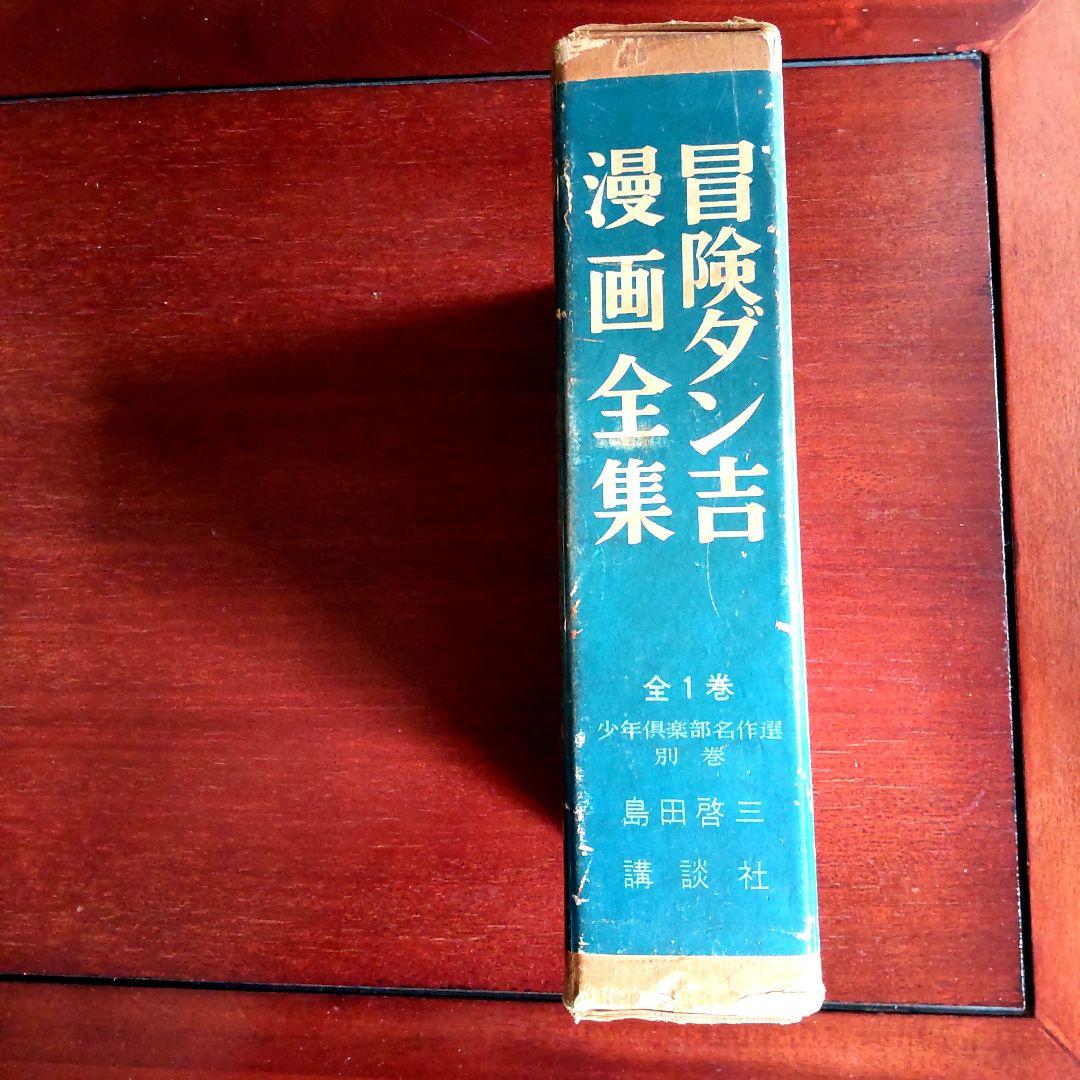 冒険ダン吉
漫画全集
全1巻
少年倶楽部名作選
別巻
島田啓三
講談社